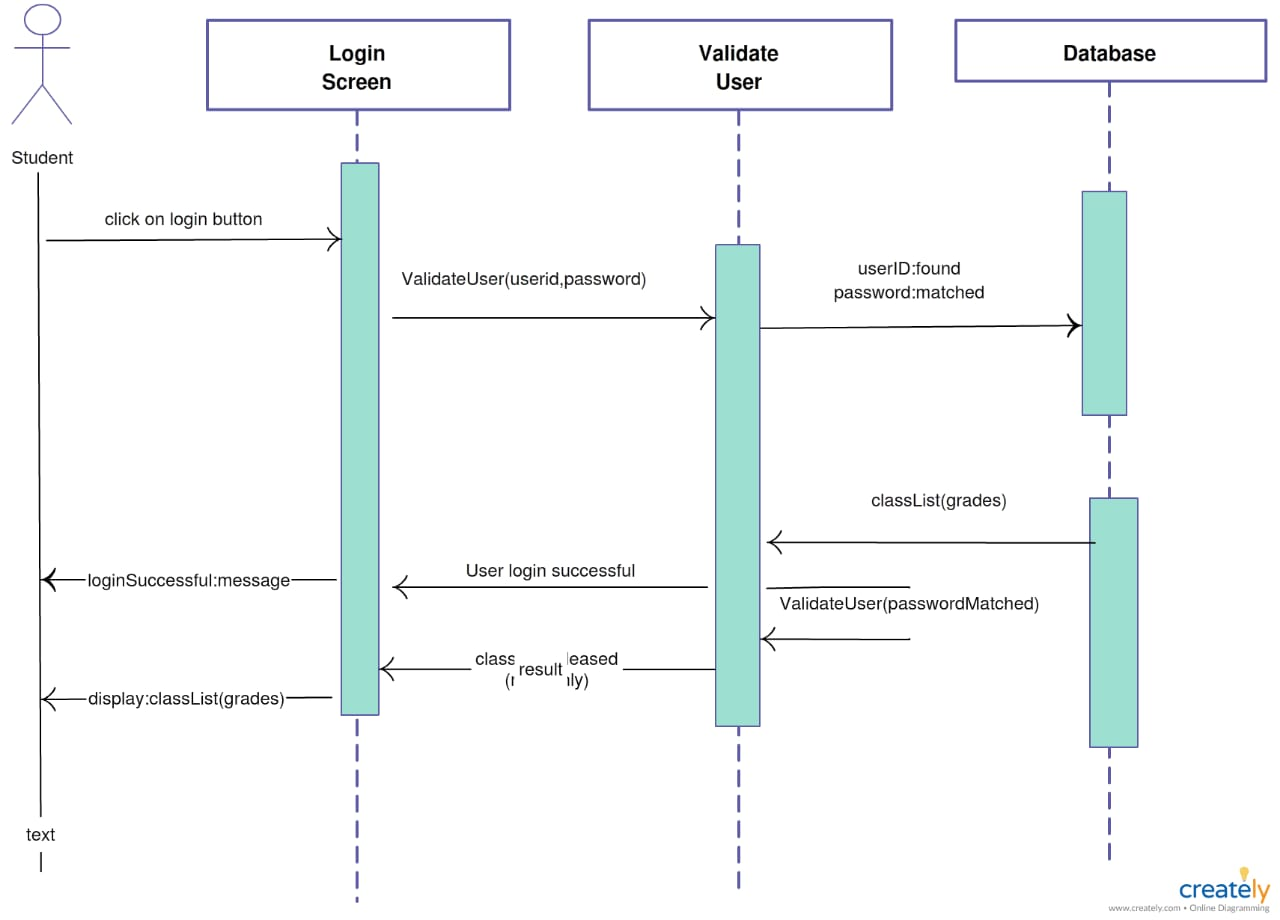 Login
Screen
Validate
User
Database
Student
click on login button
ValidateUser(userid,password)
userID:found
password:matched
classList(grades)
loginSuccessful:message
User login successful
ValidateUser(passwordMatched)
result
display:classList(grades)
text
creately
www.creately.com • Online Diagramming